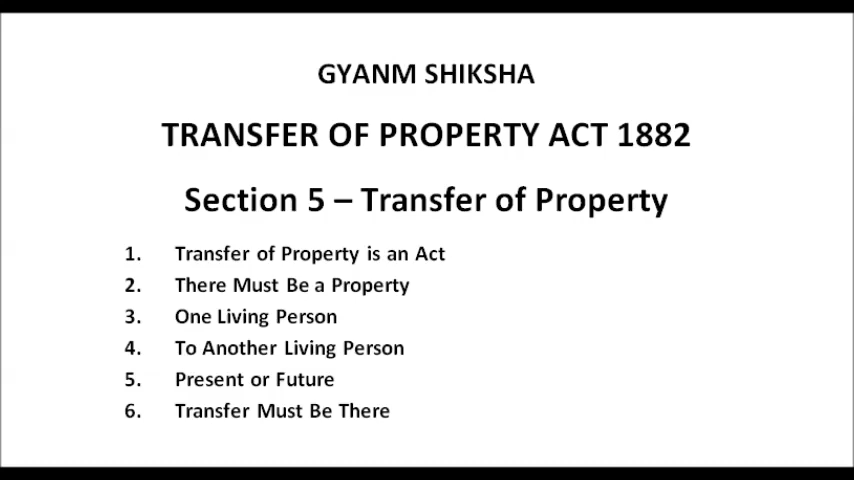 GYANM SHIKSHA
TRANSFER OF PROPERTY ACT 1882
Section 5 – Transfer of Property
1. Transfer of Property is an Act
2. There Must Be a Property
3. One Living Person
4. To Another Living Person
5. Present or Future
6. Transfer Must Be There